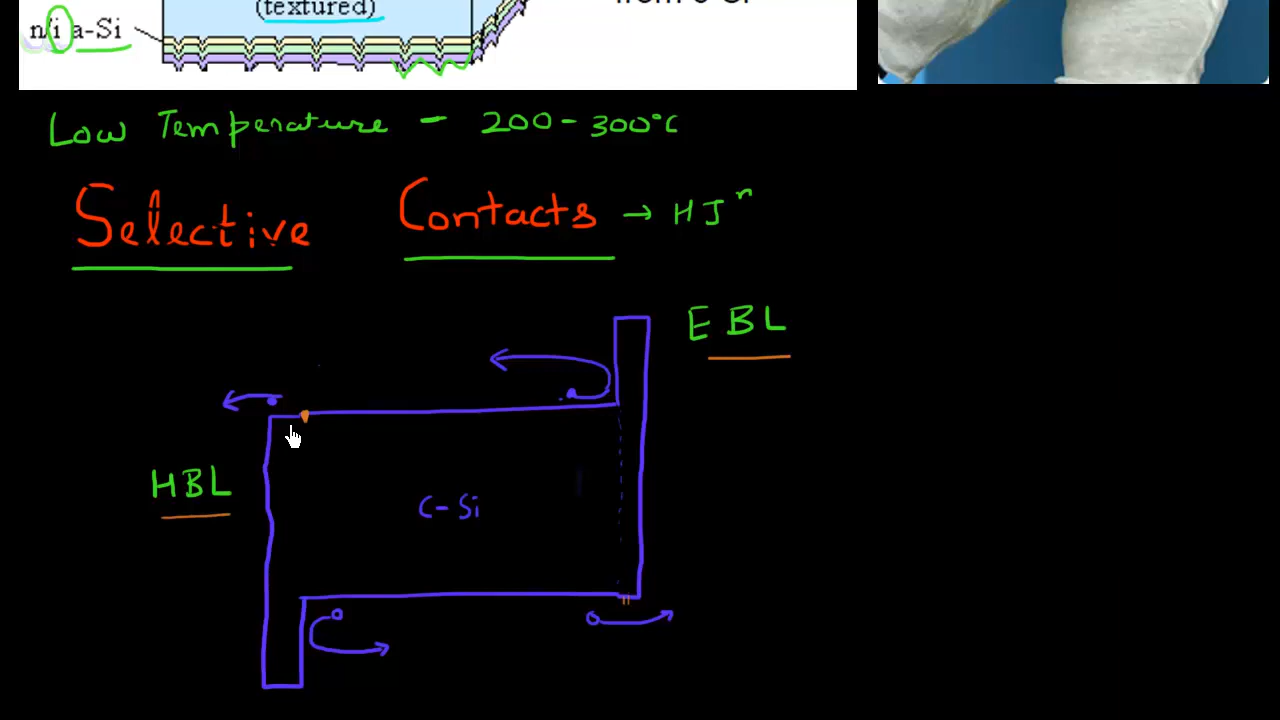 (textured)
n/i a-Si
Low Temperature - 200-300°C
Selective Contacts → HJⁿ
EBL
HBL
C-Si